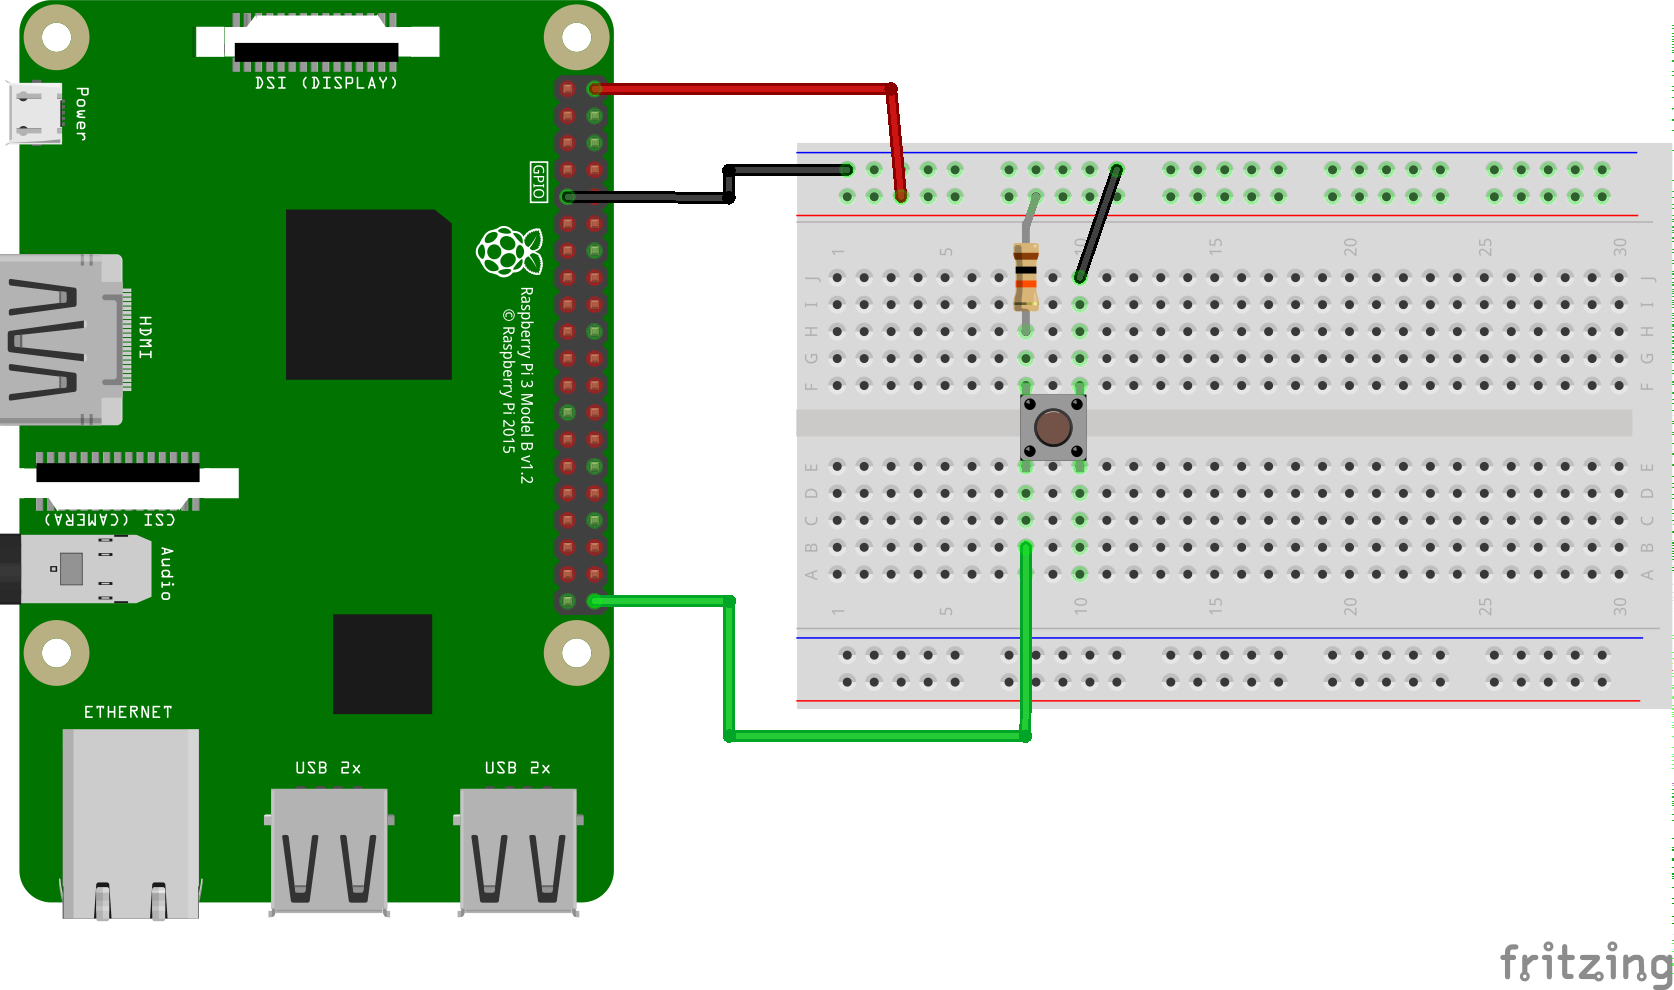 DSI (DISPLAY)
Power
GPIO
Raspberry Pi 3 Model B v1.2
© Raspberry Pi 2015
HDMI
CSI (CAMERA)
Audio
ETHERNET
USB 2x
USB 2x
1 5 10 15 20 25 30
J J
I I
H H
G G
F F
E E
D D
C C
B B
A A
1 5 10 15 20 25 30
fritzing